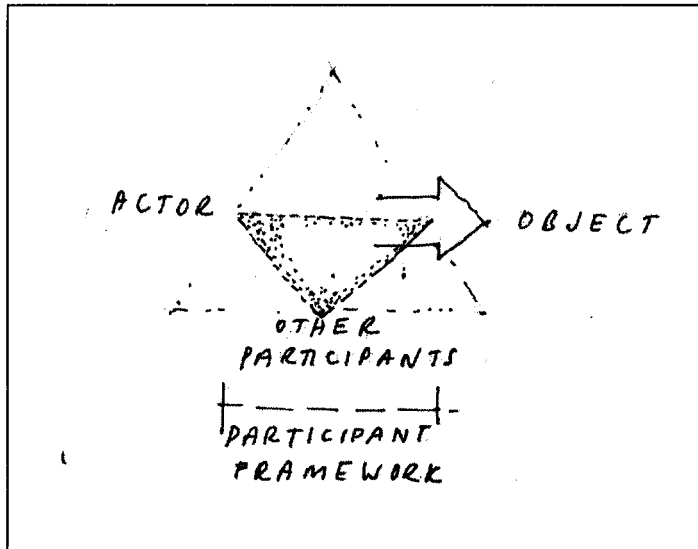 ACTOR
OBJECT
OTHER
PARTICIPANTS
PARTICIPANT
FRAMEWORK